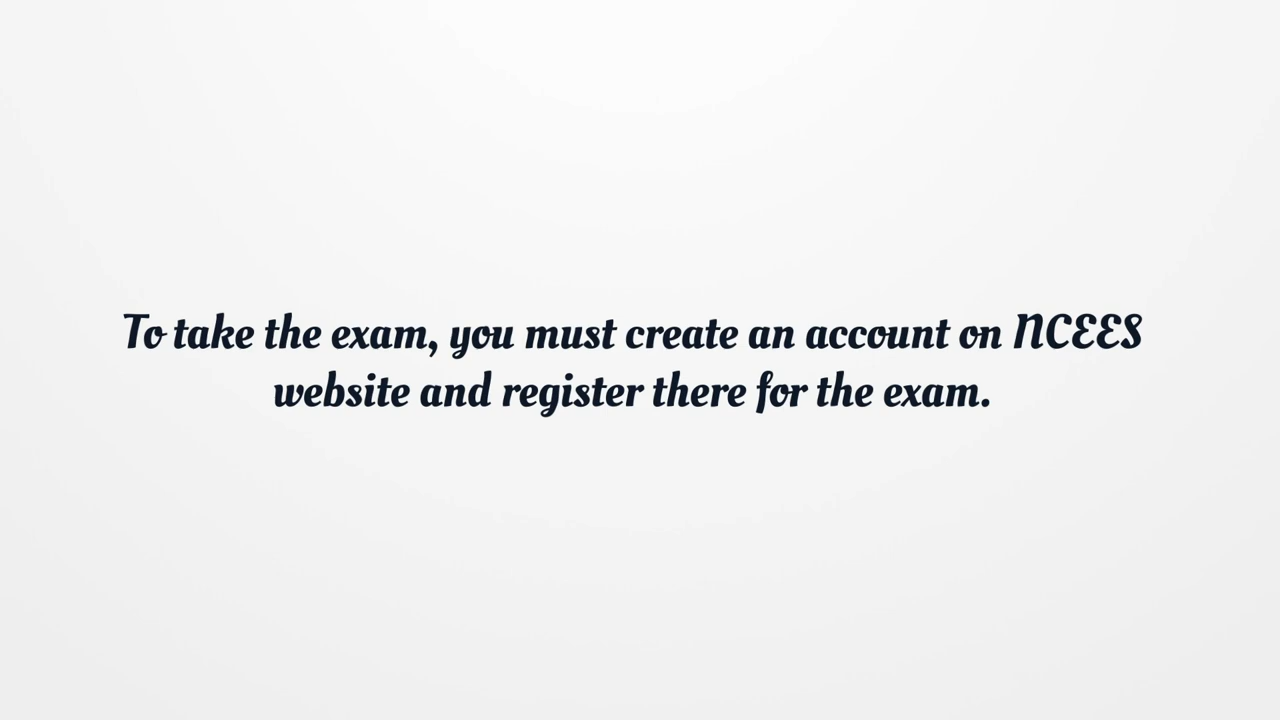 To take the exam, you must create an account on NCEES
website and register there for the exam.